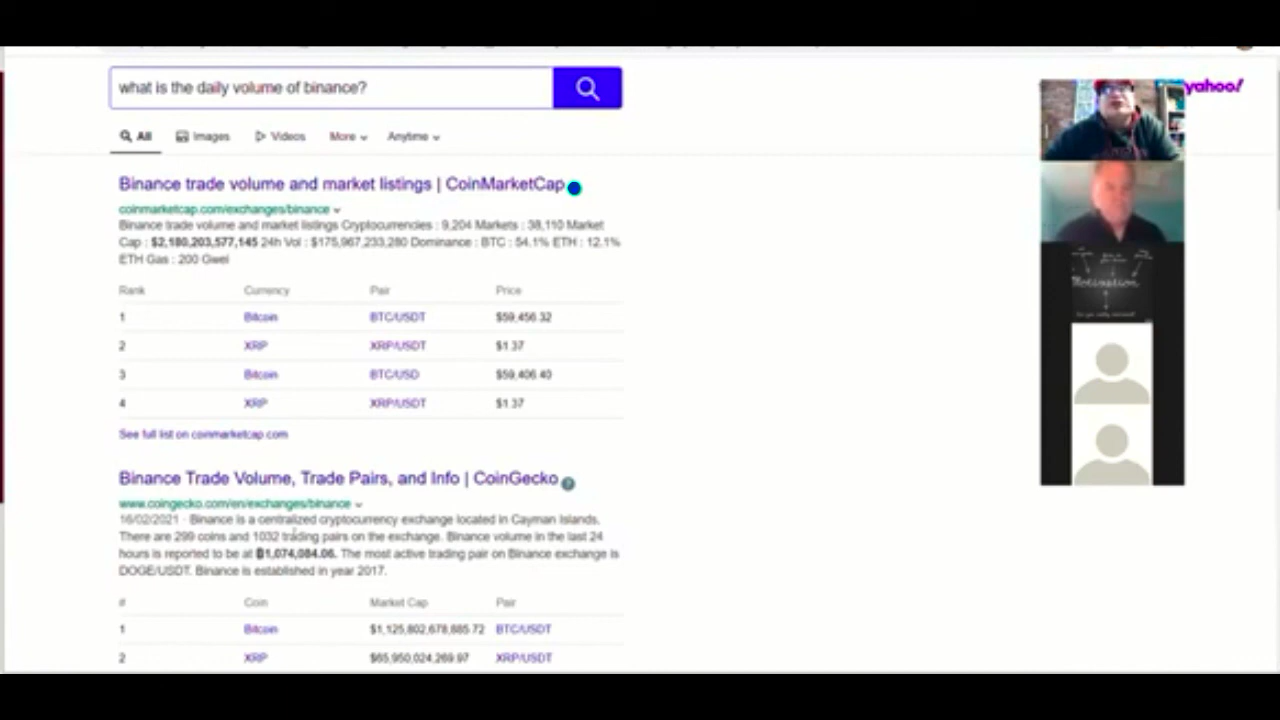 what is the daily volume of binance?
yahoo!
All Images Videos More Anytime
Binance trade volume and market listings | CoinMarketCap
coinmarketcap.com/exchanges/binance
Binance trade volume and market listings Cryptocurrencies : 9,204 Markets : 38,110 Market
Cap : $2,180,203,577,145 24h Vol : $175,967,233,280 Dominance : BTC : 54.1% ETH : 12.1%
ETH Gas : 200 Gwei
Rank Currency Pair Price
1 Bitcoin BTC/USDT $59,456.32
2 XRP XRP/USDT $1.37
3 Bitcoin BTC/USD $59,406.40
4 XRP XRP/USDT $1.37
See full list on coinmarketcap.com
Binance Trade Volume, Trade Pairs, and Info | CoinGecko
www.coingecko.com/en/exchanges/binance
16/02/2021 · Binance is a centralized cryptocurrency exchange located in Cayman Islands.
There are 299 coins and 1032 trading pairs on the exchange. Binance volume in the last 24
hours is reported to be at ₿1,074,084.06. The most active trading pair on Binance exchange is
DOGE/USDT. Binance is established in year 2017.
# Coin Market Cap Pair
1 Bitcoin $1,125,802,678,885.72 BTC/USDT
2 XRP $65,950,024,269.97 XRP/USDT
Motivation